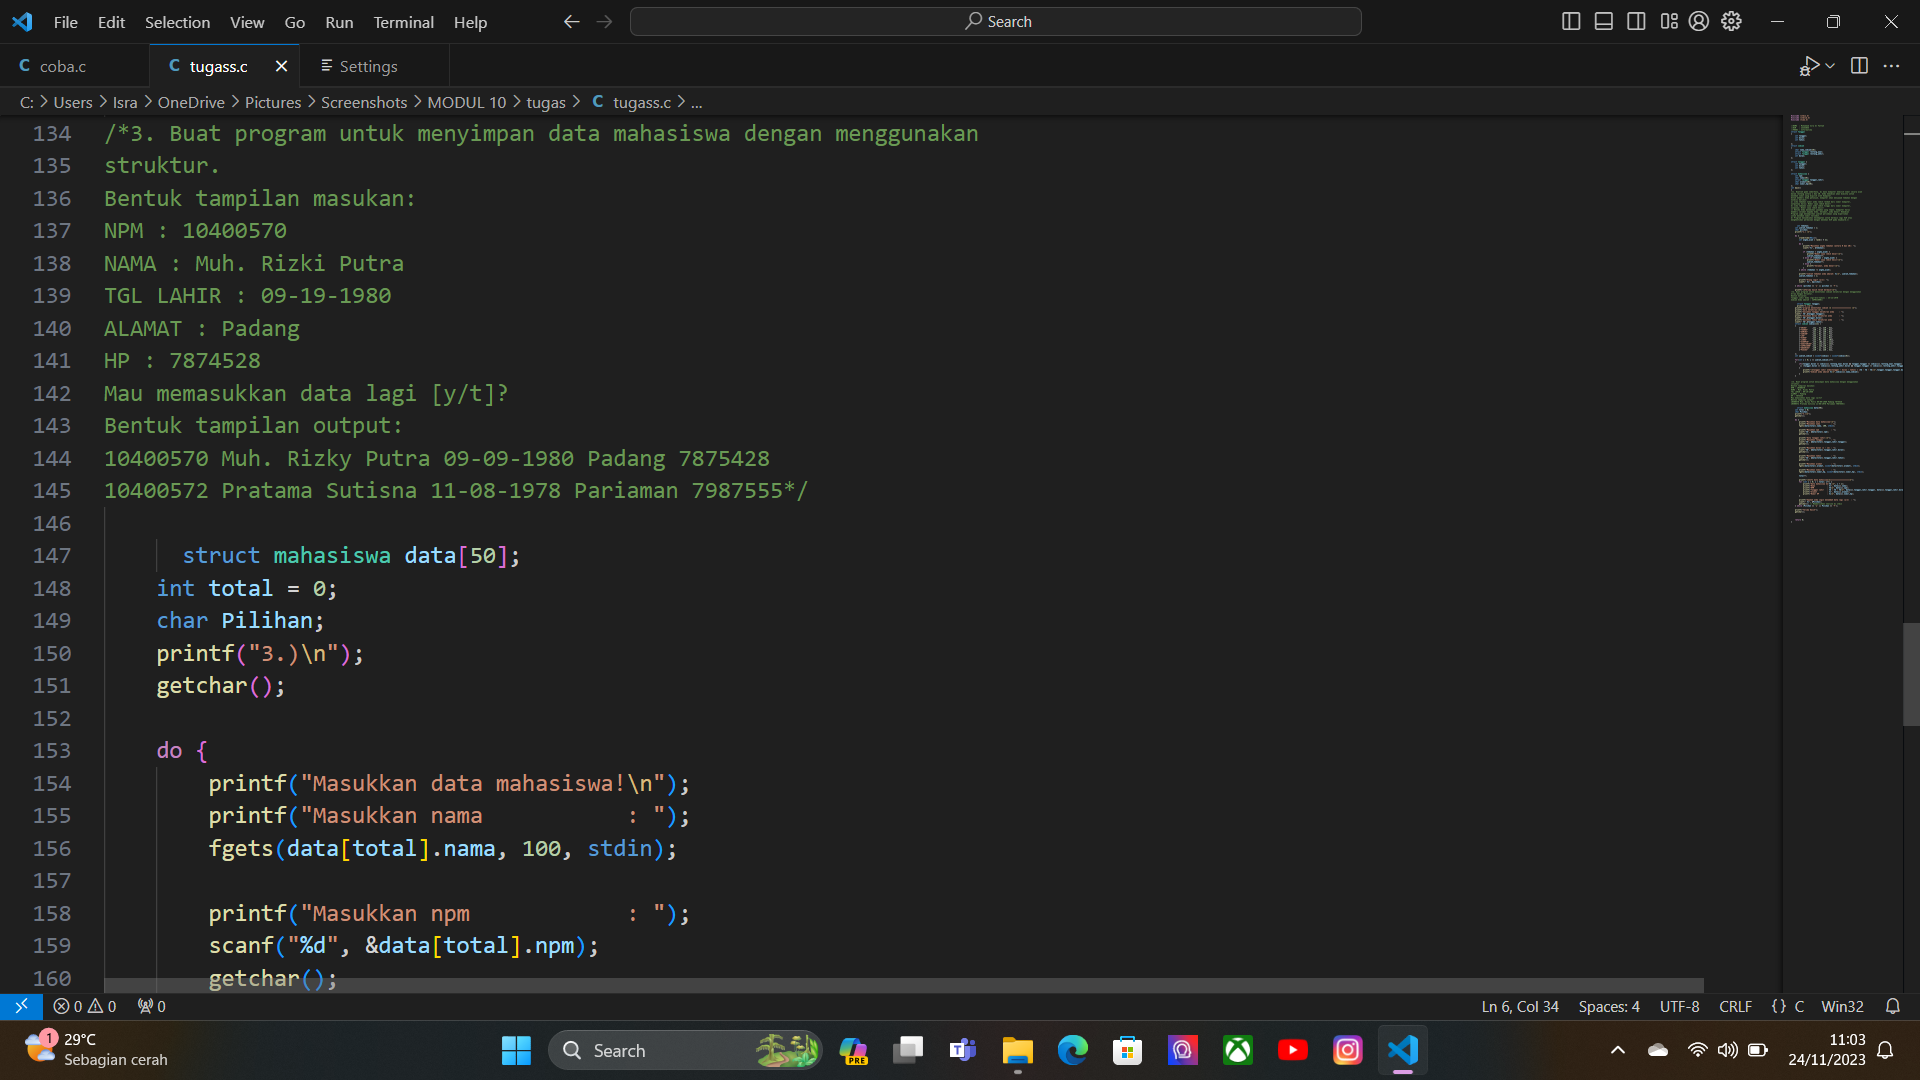 File Edit Selection View Go Run Terminal Help Search
C coba.c C tugass.c Settings
C: > Users > Isra > OneDrive > Pictures > Screenshots > MODUL 10 > tugas > C tugass.c > ...
134 /*3. Buat program untuk menyimpan data mahasiswa dengan menggunakan
135 struktur.
136 Bentuk tampilan masukan:
137 NPM : 10400570
138 NAMA : Muh. Rizki Putra
139 TGL LAHIR : 09-19-1980
140 ALAMAT : Padang
141 HP : 7874528
142 Mau memasukkan data lagi [y/t]?
143 Bentuk tampilan output:
144 10400570 Muh. Rizky Putra 09-09-1980 Padang 7875428
145 10400572 Pratama Sutisna 11-08-1978 Pariaman 7987555*/
146
147 struct mahasiswa data[50];
148 int total = 0;
149 char Pilihan;
150 printf("3.)\n");
151 getchar();
152
153 do {
154 printf("Masukkan data mahasiswa!\n");
155 printf("Masukkan nama           : ");
156 fgets(data[total].nama, 100, stdin);
157
158 printf("Masukkan npm            : ");
159 scanf("%d", &data[total].npm);
160 getchar();
0 0 0 Ln 6, Col 34 Spaces: 4 UTF-8 CRLF {} C Win32
1 29°C
Sebagian cerah
Search
PRE
11:03
24/11/2023